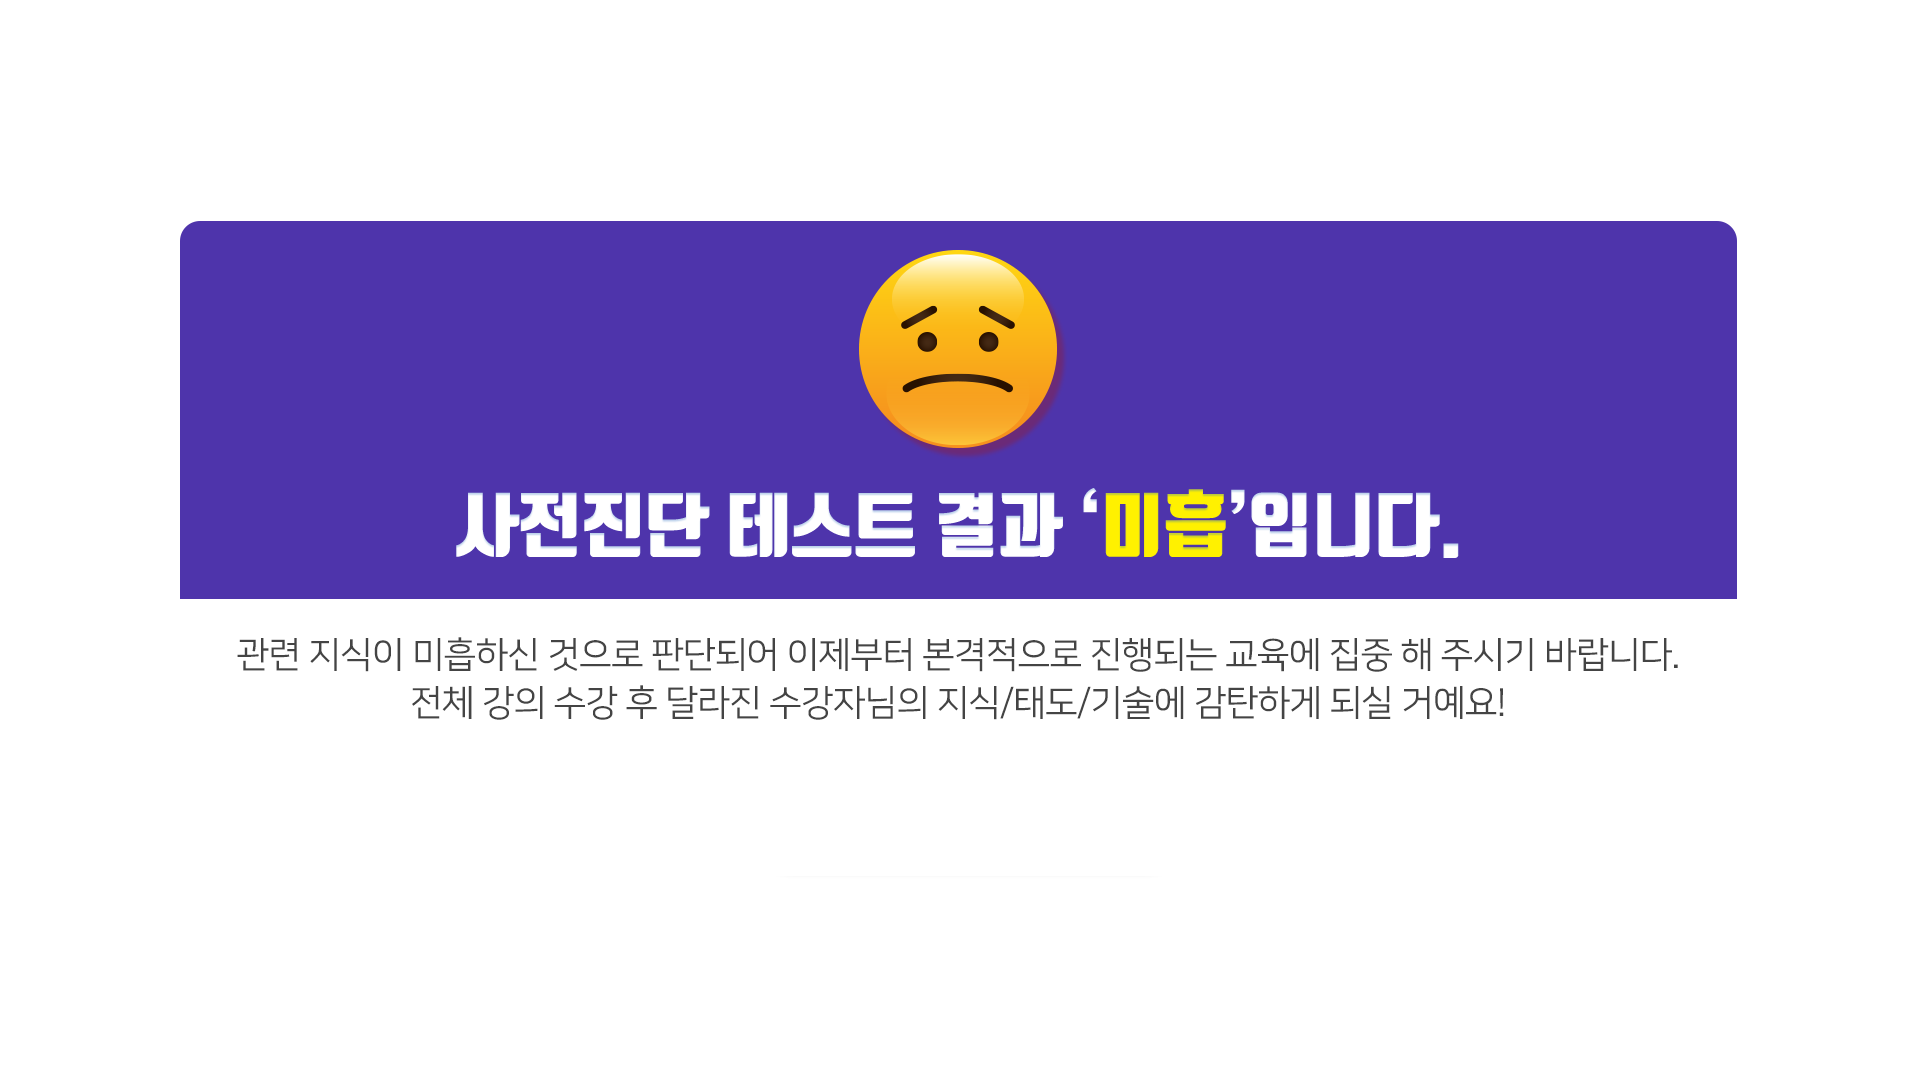 사전진단 테스트 결과 ‘미흡’입니다.
관련 지식이 미흡하신 것으로 판단되어 이제부터 본격적으로 진행되는 교육에 집중 해 주시기 바랍니다.
전체 강의 수강 후 달라진 수강자님의 지식/태도/기술에 감탄하게 되실 거예요!